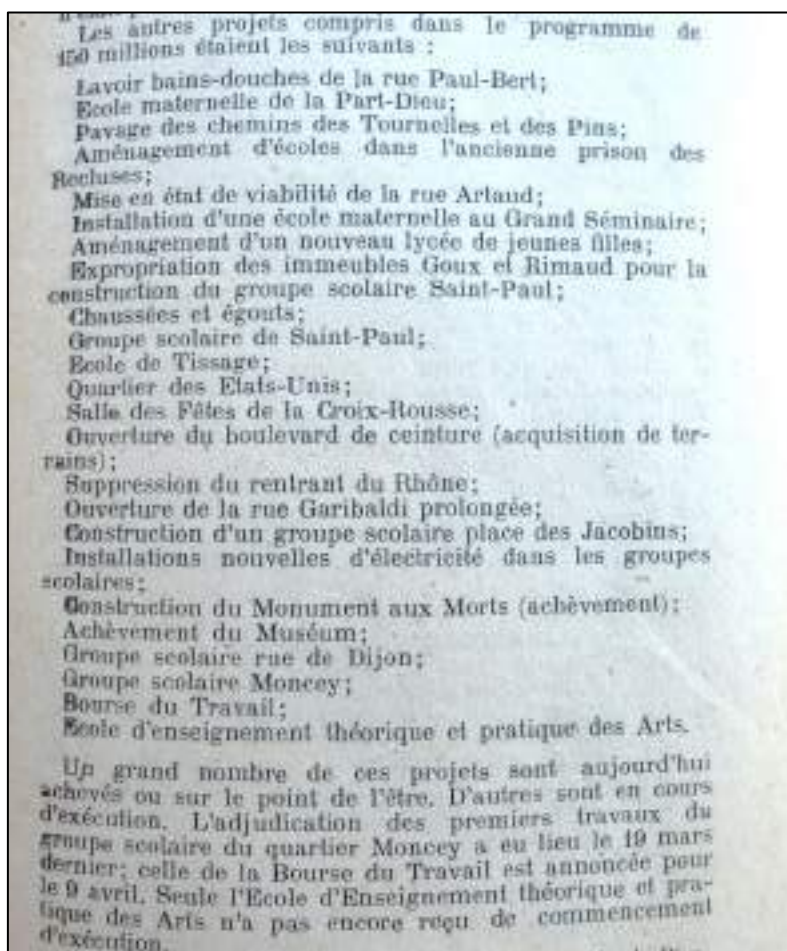 Les autres projets compris dans le programme de
450 millions étaient les suivants :
Lavoir bains-douches de la rue Paul-Bert;
Ecole maternelle de la Part-Dieu;
Pavage des chemins des Tournelles et des Pins;
Aménagement d'écoles dans l'ancienne prison des
Recluses;
Mise en état de viabilité de la rue Artaud;
Installation d'une école maternelle au Grand Séminaire;
Aménagement d'un nouveau lycée de jeunes filles;
Expropriation des immeubles Goux et Rimaud pour la
construction du groupe scolaire Saint-Paul;
Chaussées et égouts;
Groupe scolaire de Saint-Paul;
Ecole de Tissage;
Quartier des Etats-Unis;
Salle des Fêtes de la Croix-Rousse;
Ouverture du boulevard de ceinture (acquisition de ter-
rains);
Suppression du rentrant du Rhône;
Ouverture de la rue Garibaldi prolongée;
Construction d'un groupe scolaire place des Jacobins;
Installations nouvelles d'électricité dans les groupes
scolaires;
Construction du Monument aux Morts (achèvement);
Achèvement du Muséum;
Groupe scolaire rue de Dijon;
Groupe scolaire Moncey;
Bourse du Travail;
Ecole d'enseignement théorique et pratique des Arts.
Un grand nombre de ces projets sont aujourd'hui
achevés ou sur le point de l'être. D'autres sont en cours
d'exécution. L'adjudication des premiers travaux du
groupe scolaire du quartier Moncey a eu lieu le 19 mars
dernier; celle de la Bourse du Travail est annoncée pour
le 9 avril. Seule l'Ecole d'Enseignement théorique et pra-
tique des Arts n'a pas encore reçu de commencement
d'exécution.